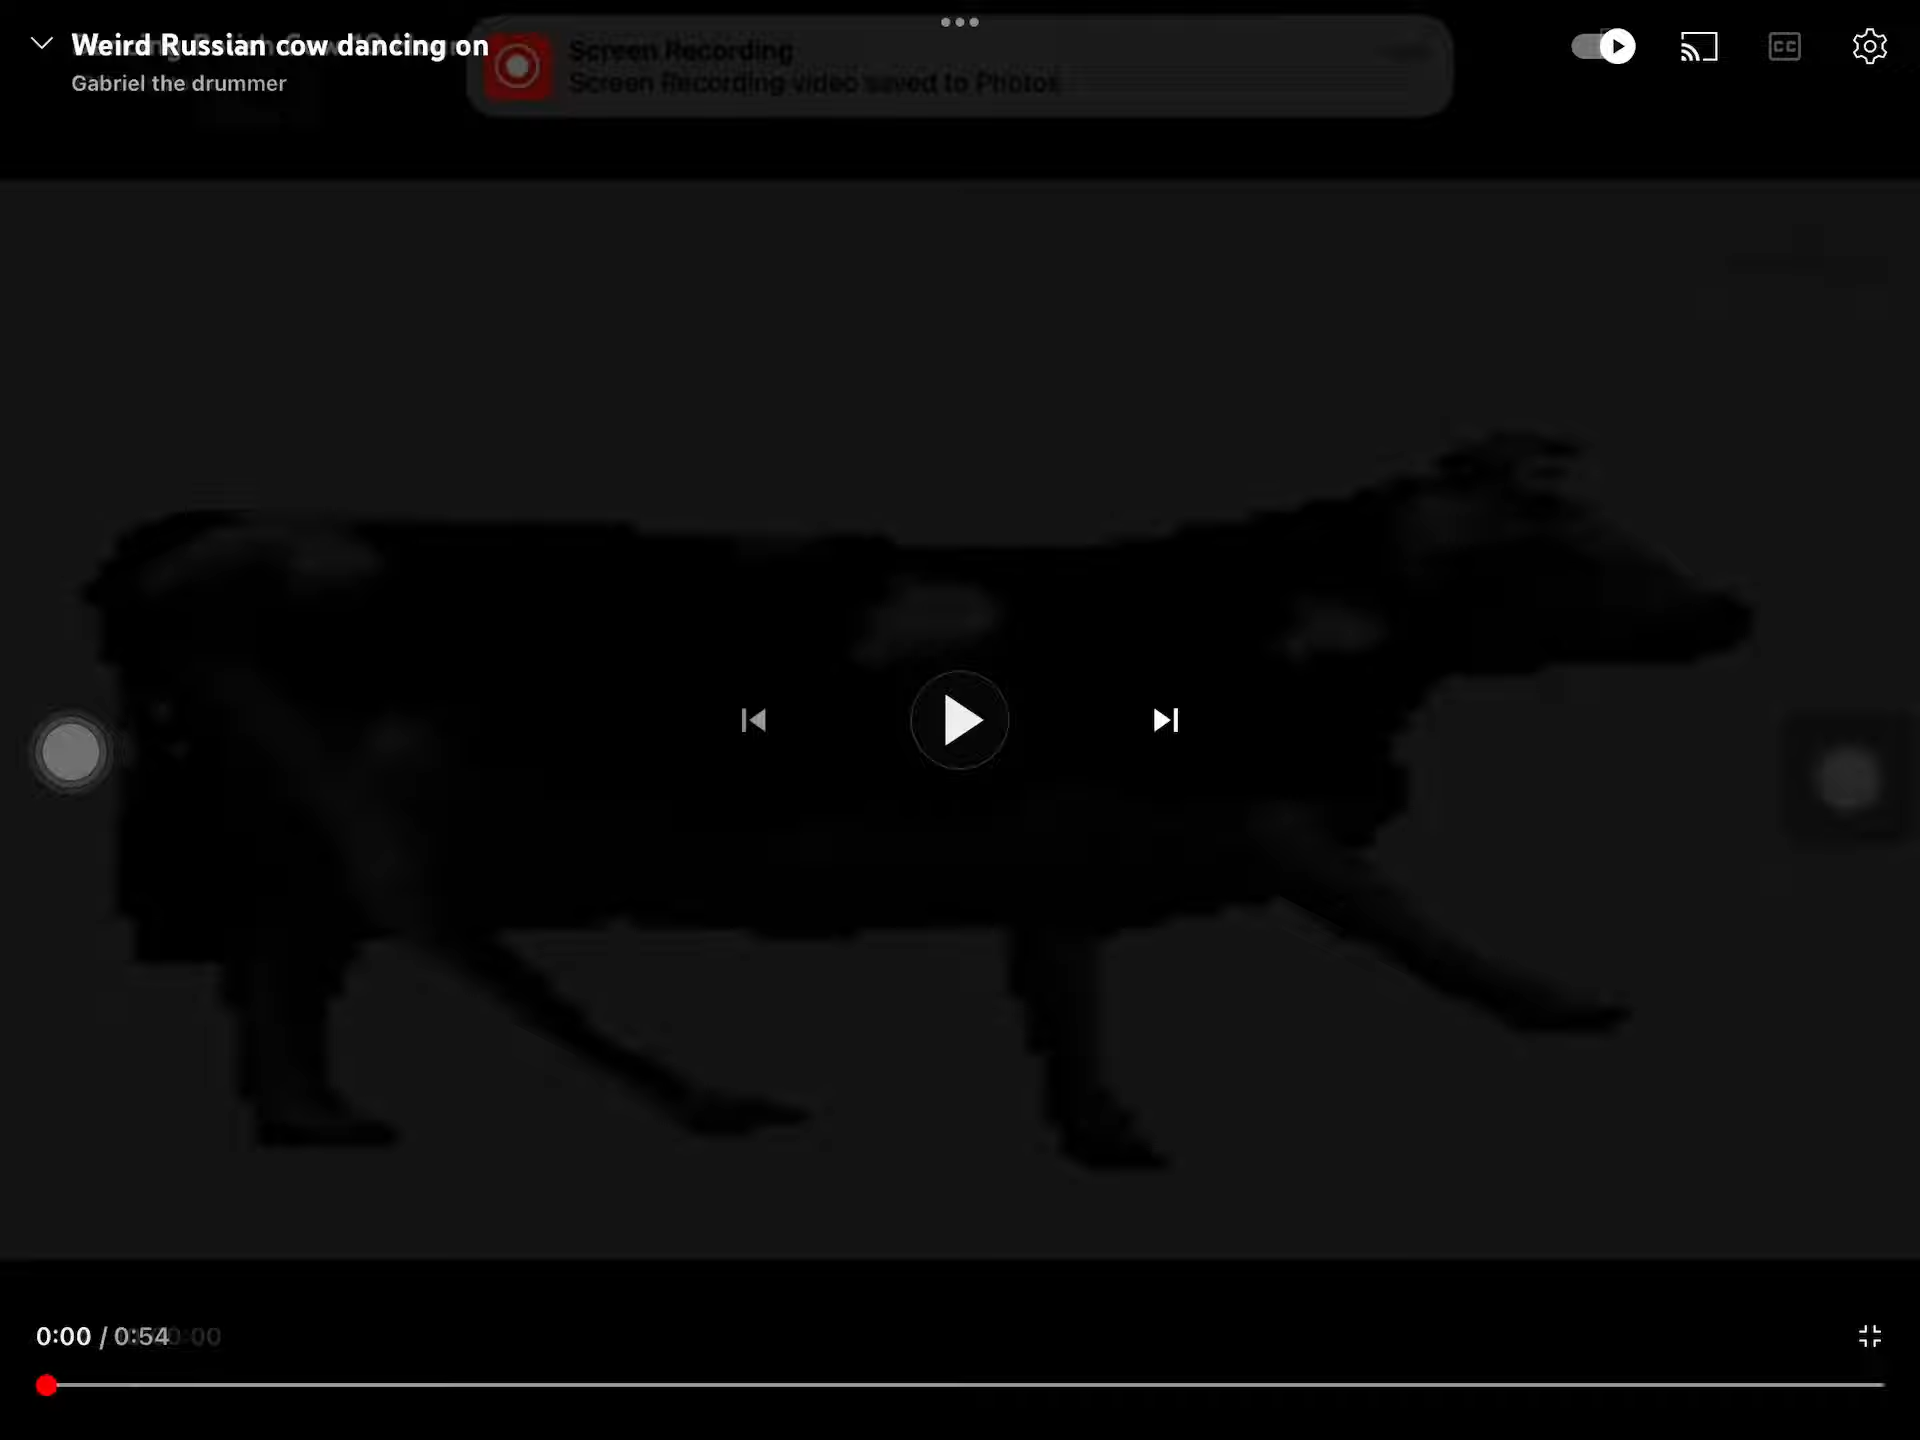 Weird Russian cow dancing on
Gabriel the drummer
Screen Recording
Screen Recording video saved to Photos
CC
0:00 / 0:54